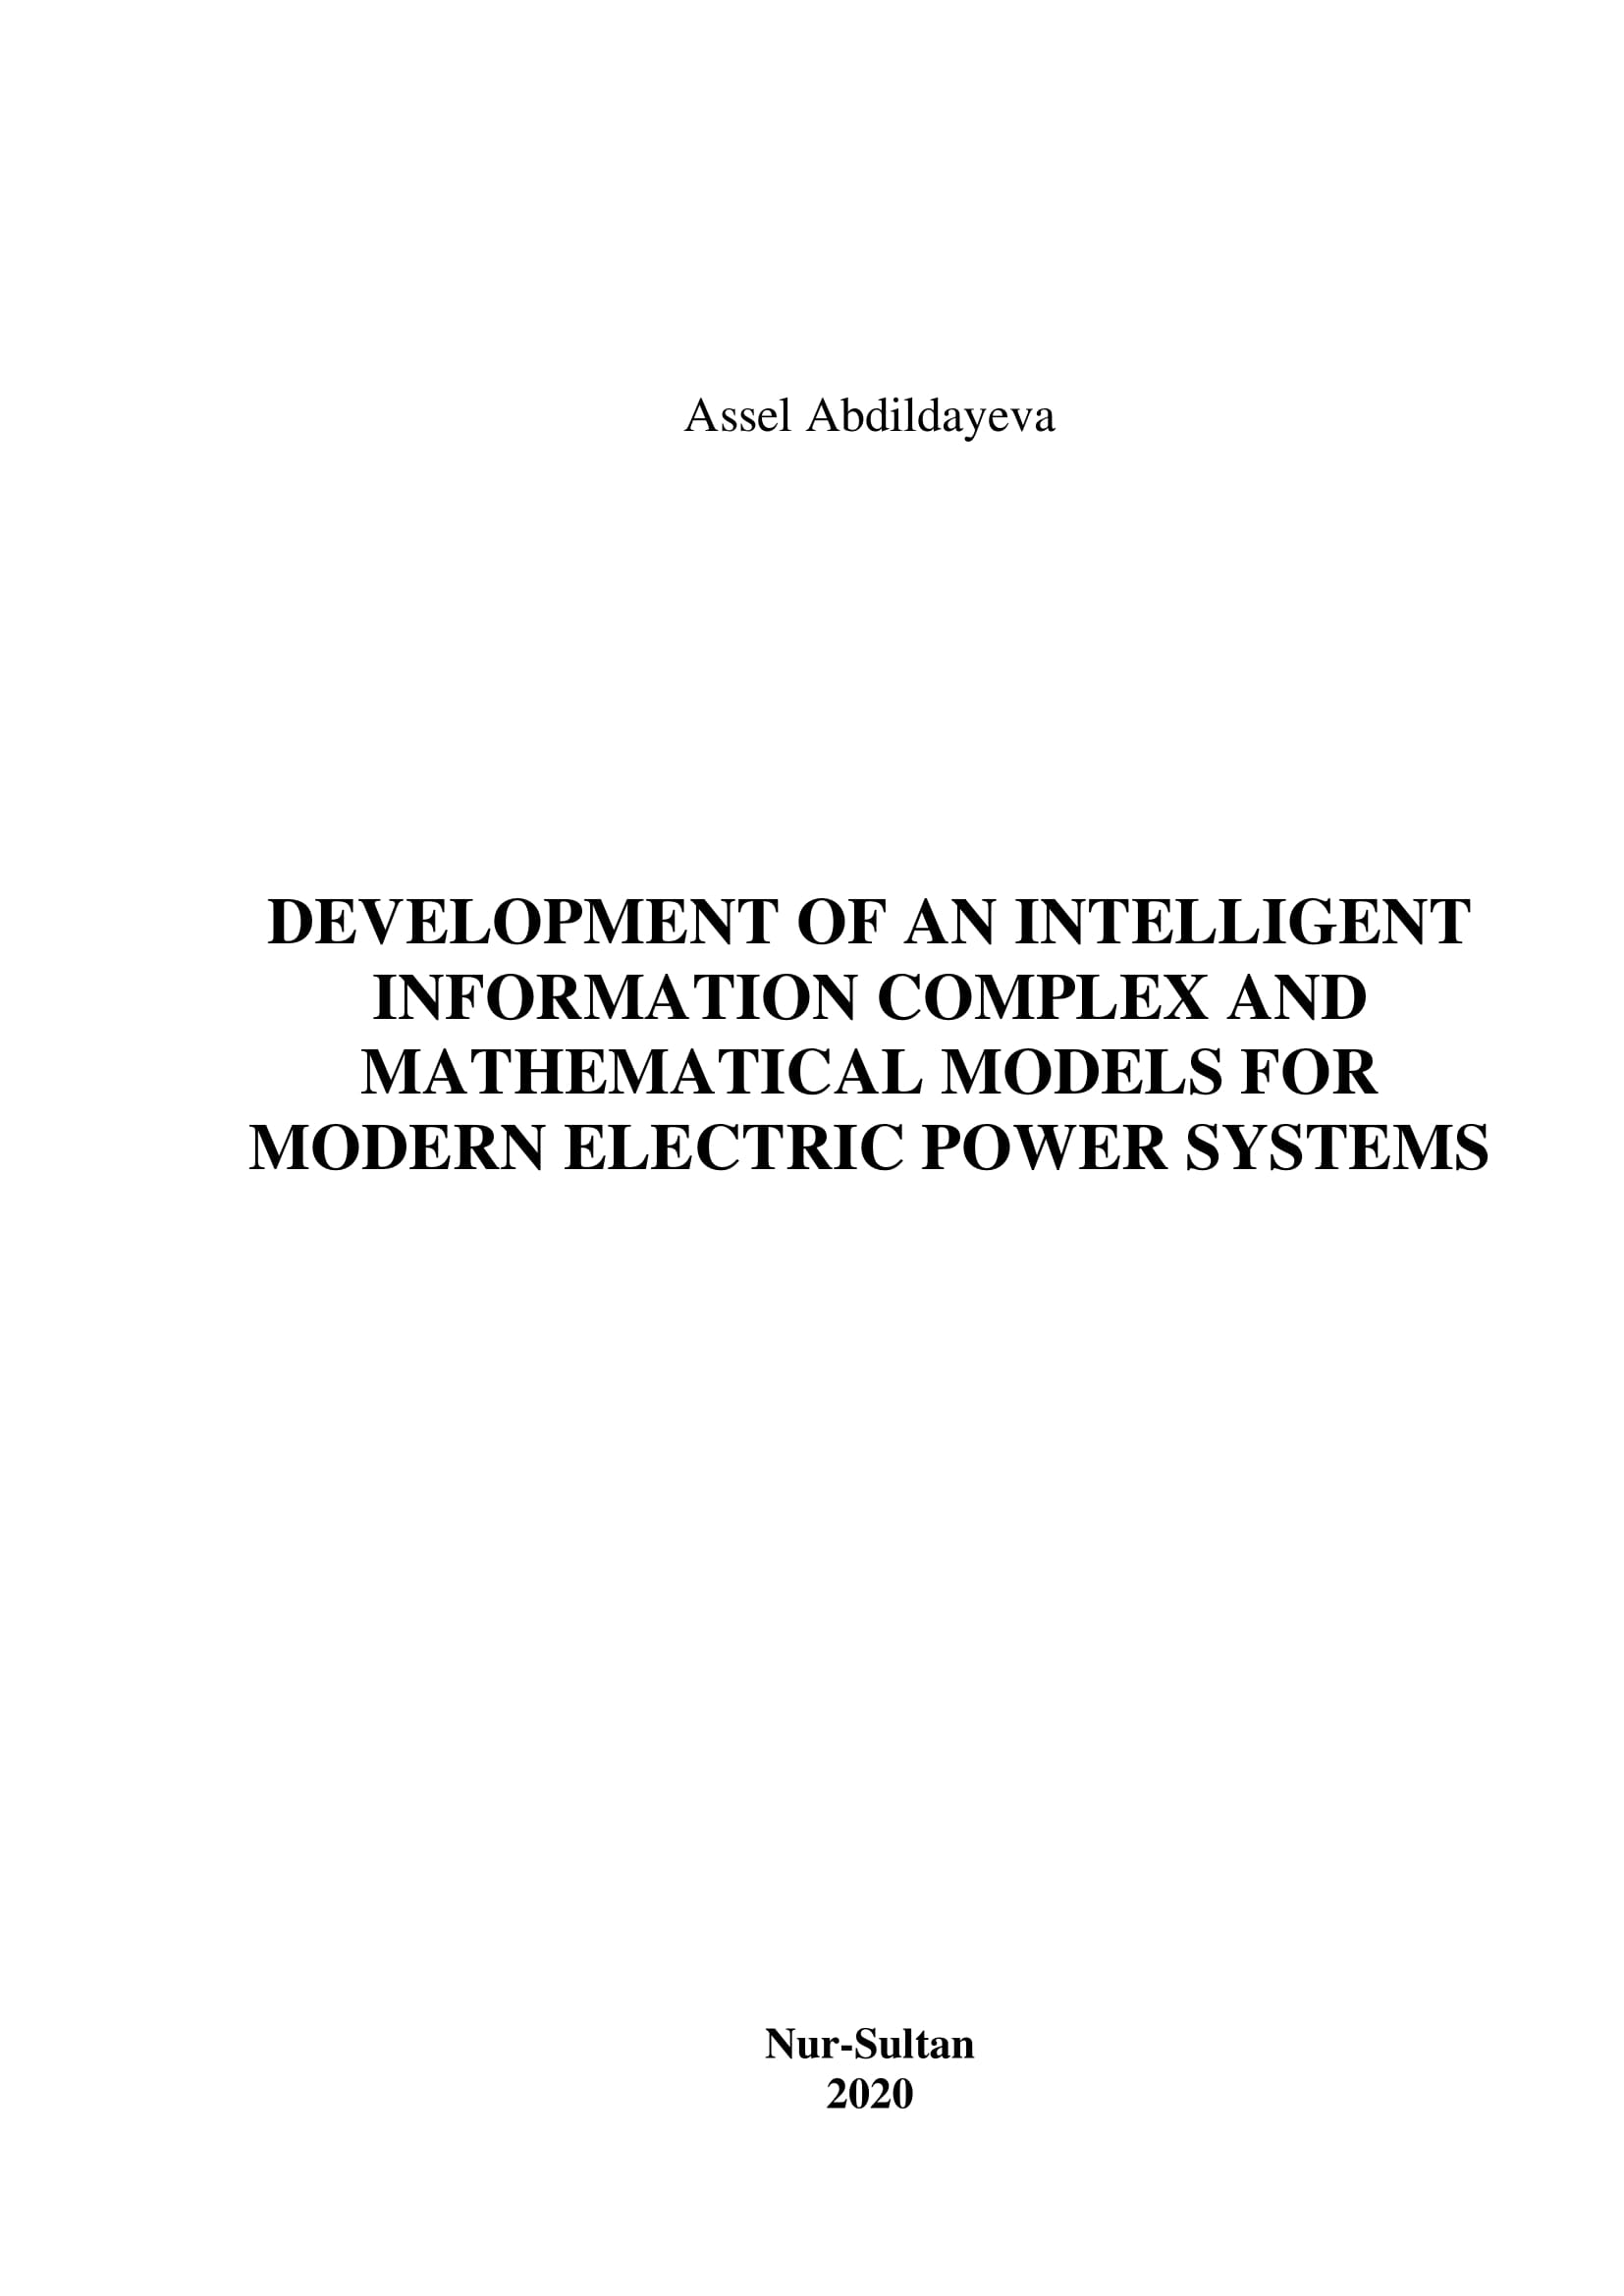 Assel Abdildayeva
DEVELOPMENT OF AN INTELLIGENT
INFORMATION COMPLEX AND
MATHEMATICAL MODELS FOR
MODERN ELECTRIC POWER SYSTEMS
Nur-Sultan
2020